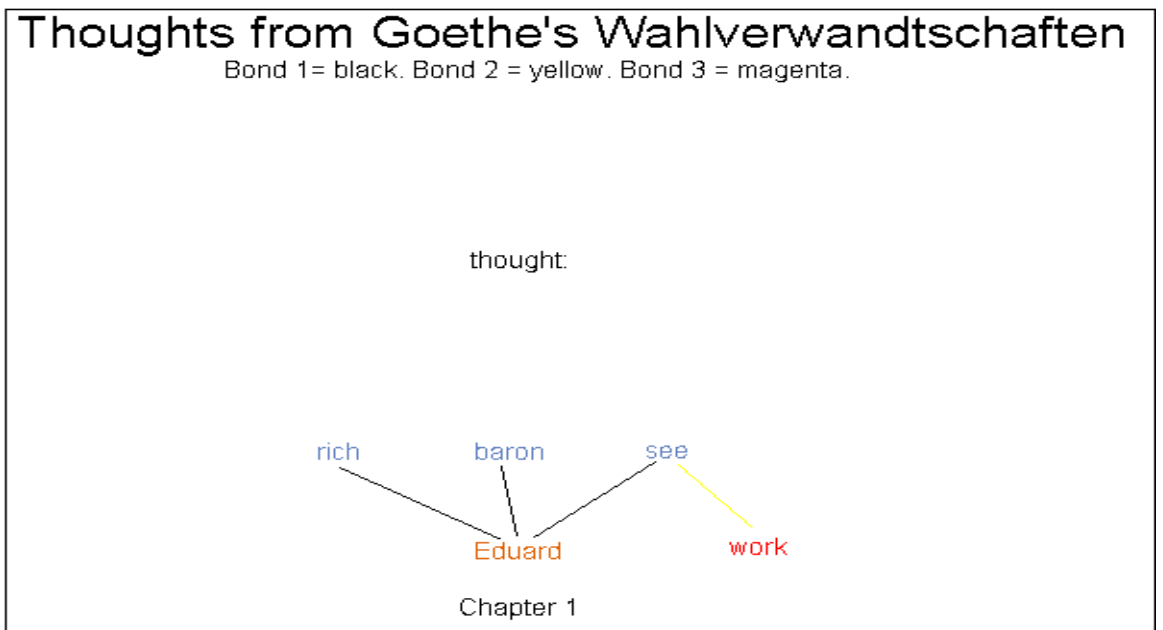 Thoughts from Goethe's Wahlverwandtschaften
Bond 1= black. Bond 2 = yellow. Bond 3 = magenta.
thought:
rich baron see
Eduard work
Chapter 1